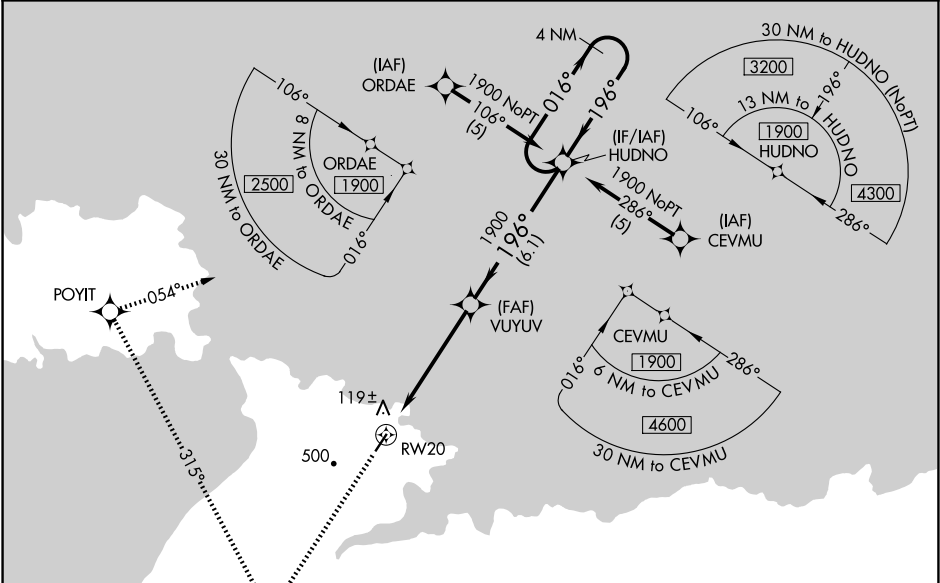 4 NM
(IAF)
ORDAE
1900 NoPT
106°
(5)
016°
196°
(IF/IAF)
HUDNO
30 NM to HUDNO (NoPT)
3200
196°
13 NM to HUDNO
1900
HUDNO
4300
106°
286°
106°
8 NM to ORDAE
ORDAE
1900
2500
30 NM to ORDAE
016°
1900 NoPT
286°
(5)
(IAF)
CEVMU
1900
196°
(6.1)
POYIT
054°
(FAF)
VUYUV
CEVMU
1900
6 NM to CEVMU
016°
286°
4600
30 NM to CEVMU
119±
RW20
500
315°